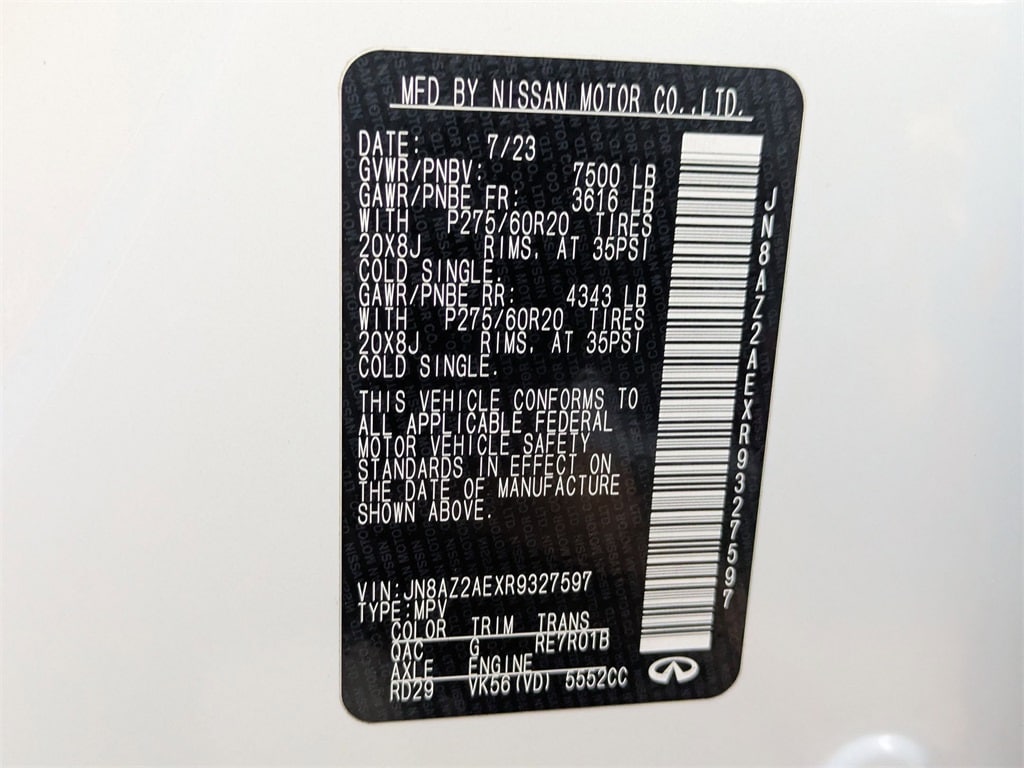 MFD BY NISSAN MOTOR CO.,LTD.
DATE: 7/23
GVWR/PNBV: 7500 LB
GAWR/PNBE FR: 3616 LB
WITH P275/60R20 TIRES
20X8J RIMS. AT 35PSI
COLD SINGLE.
GAWR/PNBE RR: 4343 LB
WITH P275/60R20 TIRES
20X8J RIMS. AT 35PSI
COLD SINGLE.
THIS VEHICLE CONFORMS TO
ALL APPLICABLE FEDERAL
MOTOR VEHICLE SAFETY
STANDARDS IN EFFECT ON
THE DATE OF MANUFACTURE
SHOWN ABOVE.
VIN:JN8AZ2AEXR9327597
TYPE:MPV
COLOR TRIM TRANS
QAC G RE7R01B
AXLE ENGINE
RD29 VK56(VD) 5552CC
JN8AZ2AEXR9327597